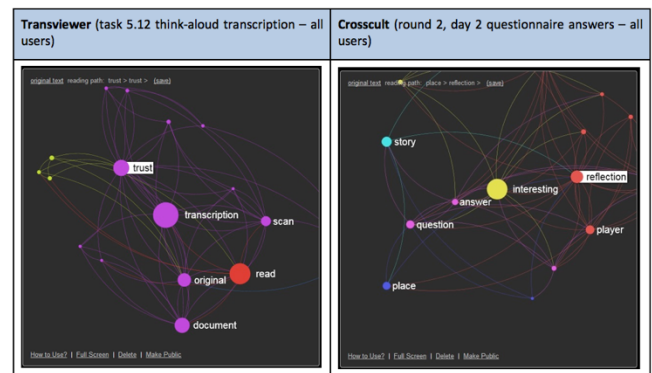 Transviewer (task 5.12 think-aloud transcription – all
users)
Crosscult (round 2, day 2 questionnaire answers – all
users)
original text reading path: trust > trust > (save)
trust
transcription
scan
original
read
document
How to Use? | Full Screen | Delete | Make Public
original text reading path: place > reflection > (save)
story
interesting
reflection
answer
question
player
place
How to Use? | Full Screen | Delete | Make Public